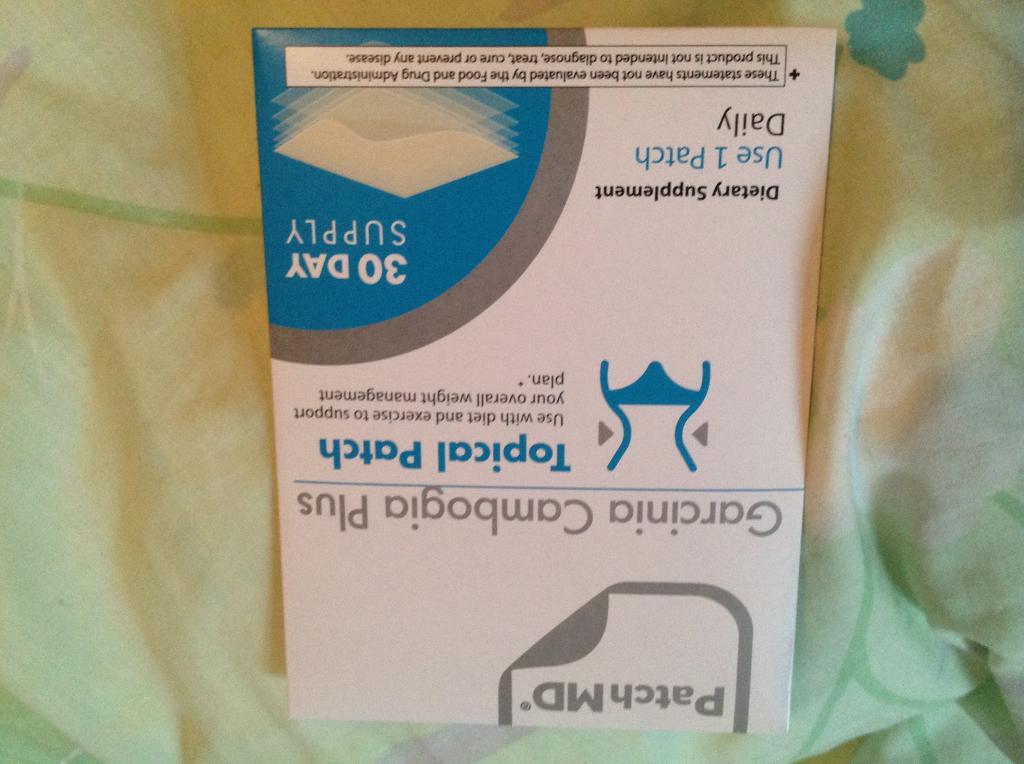 PatchMD®
Garcinia Cambogia Plus
Topical Patch
Use with diet and exercise to support
your overall weight management
plan.+
30 DAY
SUPPLY
Dietary Supplement
Use 1 Patch
Daily
+ These statements have not been evaluated by the Food and Drug Administration.
This product is not intended to diagnose, treat, cure or prevent any disease.